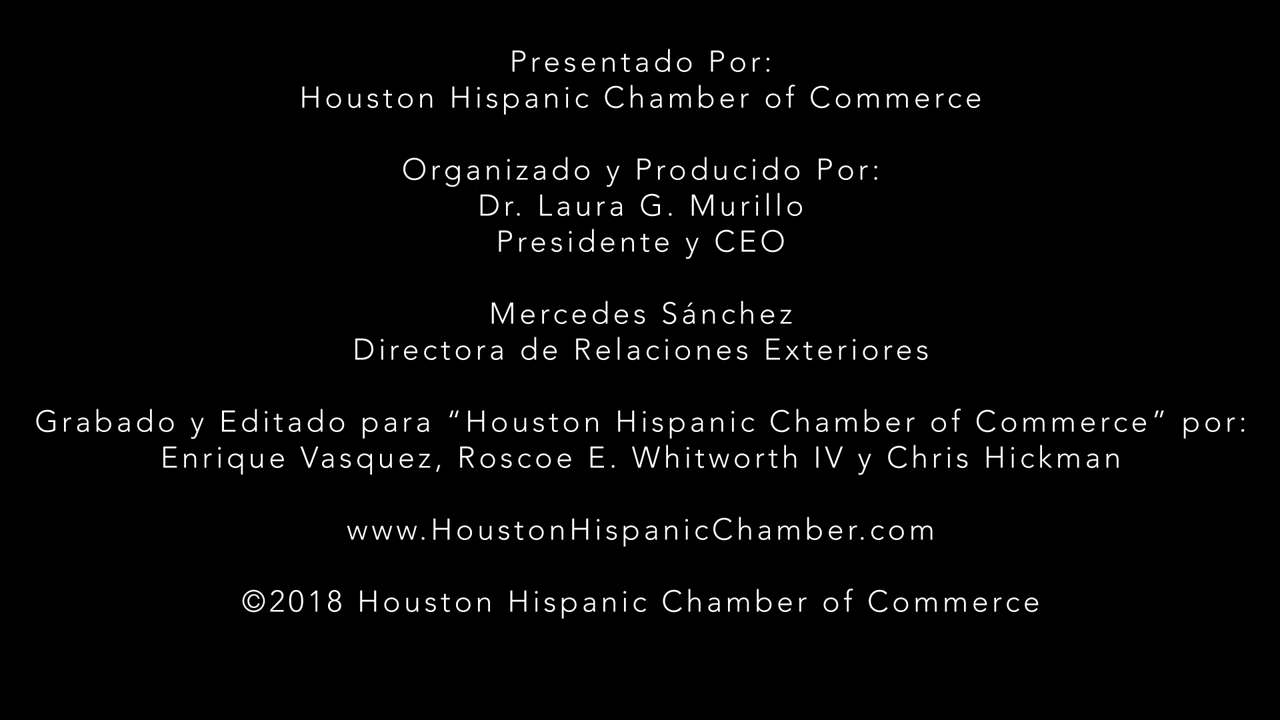 Presentado Por:
Houston Hispanic Chamber of Commerce
Organizado y Producido Por:
Dr. Laura G. Murillo
Presidente y CEO
Mercedes Sánchez
Directora de Relaciones Exteriores
Grabado y Editado para “Houston Hispanic Chamber of Commerce” por:
Enrique Vasquez, Roscoe E. Whitworth IV y Chris Hickman
www.HoustonHispanicChamber.com
©2018 Houston Hispanic Chamber of Commerce